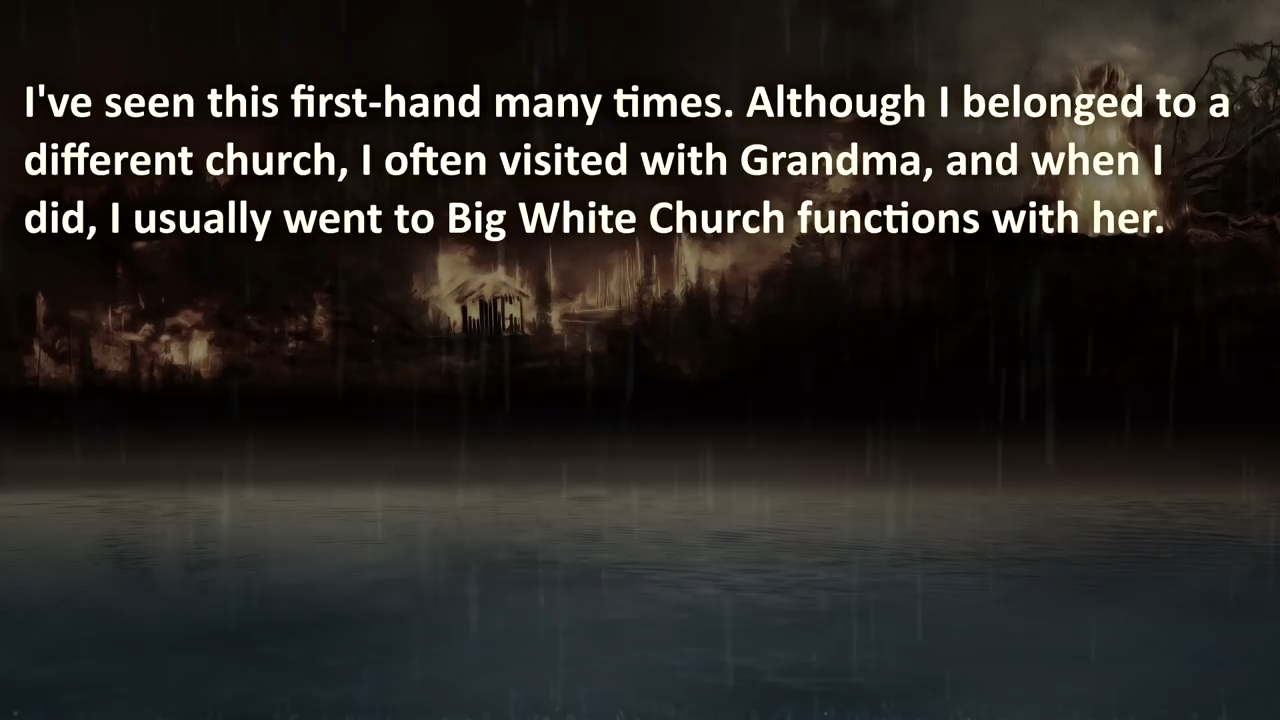 I've seen this first-hand many times. Although I belonged to a
different church, I often visited with Grandma, and when I
did, I usually went to Big White Church functions with her.